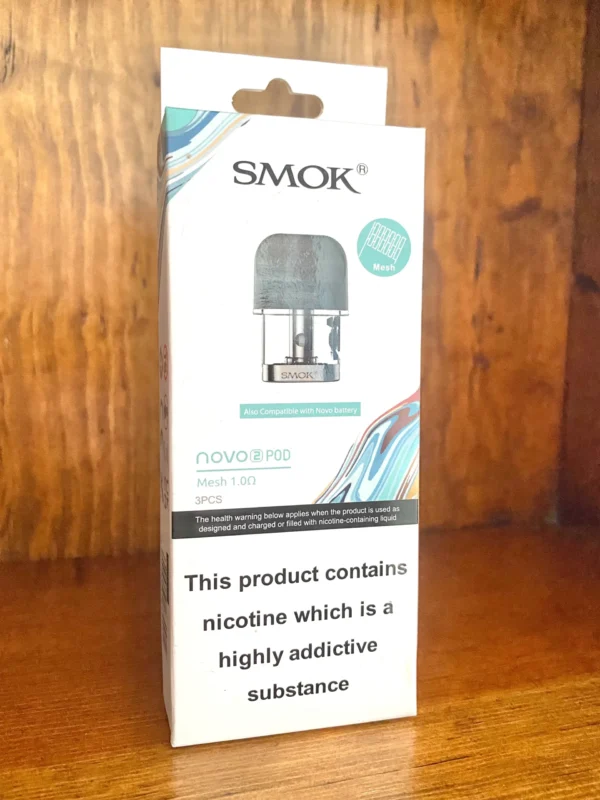 SMOK®
Mesh
SMOK
Also Compatible with Novo battery
novo 2 POD
Mesh 1.0Ω
3PCS
The health warning below applies when the product is used as
designed and charged or filled with nicotine-containing liquid
This product contains
nicotine which is a
highly addictive
substance